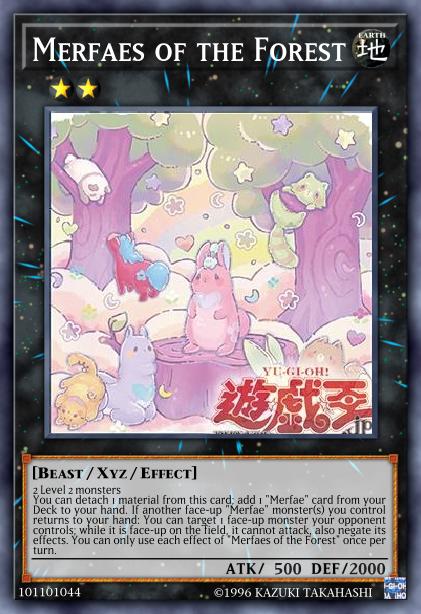 Merfaes of the Forest
EARTH
地
YU-GI-OH!
遊戯王
.jp
[Beast / Xyz / Effect]
2 Level 2 monsters
You can detach 1 material from this card; add 1 "Merfae" card from your
Deck to your hand. If another face-up "Merfae" monster(s) you control
returns to your hand: You can target 1 face-up monster your opponent
controls; while it is face-up on the field, it cannot attack, also negate its
effects. You can only use each effect of "Merfaes of the Forest" once per
turn.
ATK/ 500 DEF/2000
101101044
©1996 KAZUKI TAKAHASHI